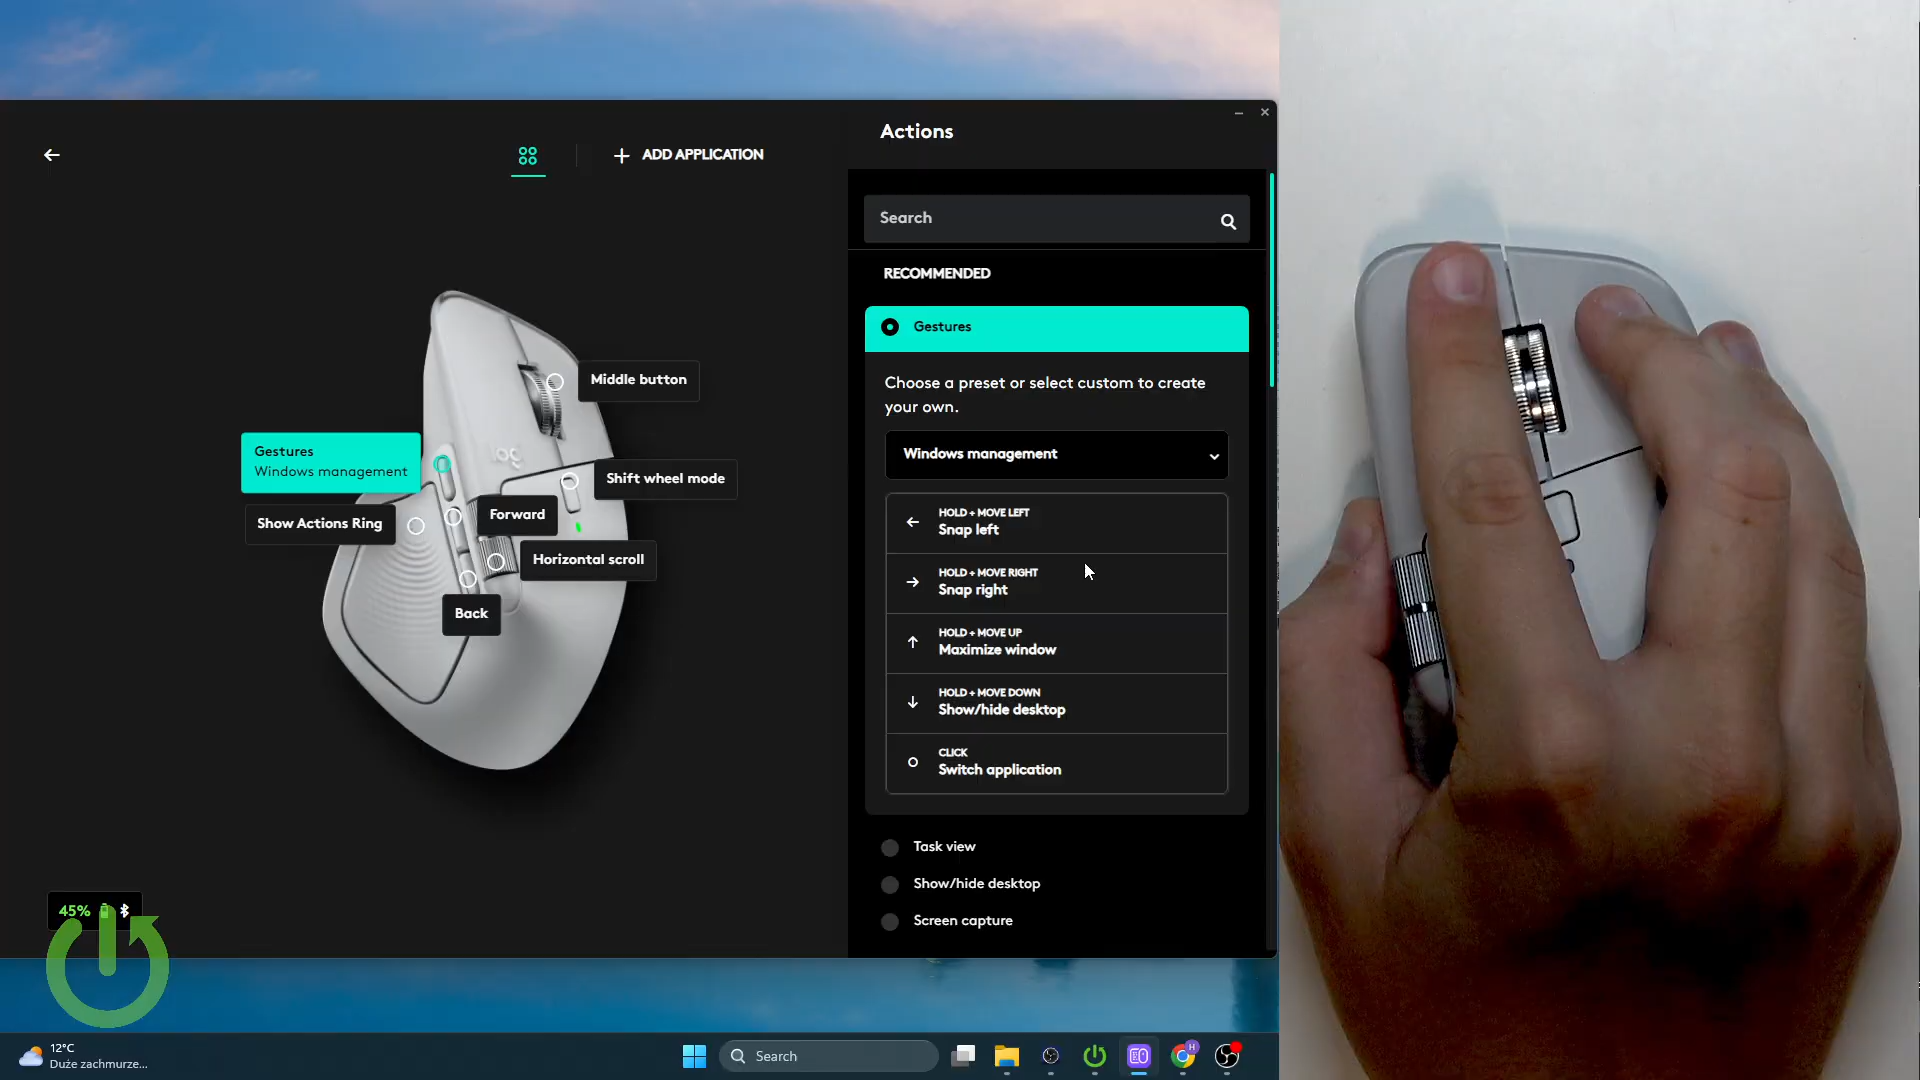 Actions
ADD APPLICATION
Search
RECOMMENDED
Gestures
Choose a preset or select custom to create
your own.
Windows management
HOLD + MOVE LEFT
Snap left
HOLD + MOVE RIGHT
Snap right
HOLD + MOVE UP
Maximize window
HOLD + MOVE DOWN
Show/hide desktop
CLICK
Switch application
Task view
Show/hide desktop
Screen capture
Middle button
Gestures
Windows management
Shift wheel mode
Show Actions Ring
Forward
Horizontal scroll
Back
logi
45%
12°C
Duże zachmurze...
Search
H